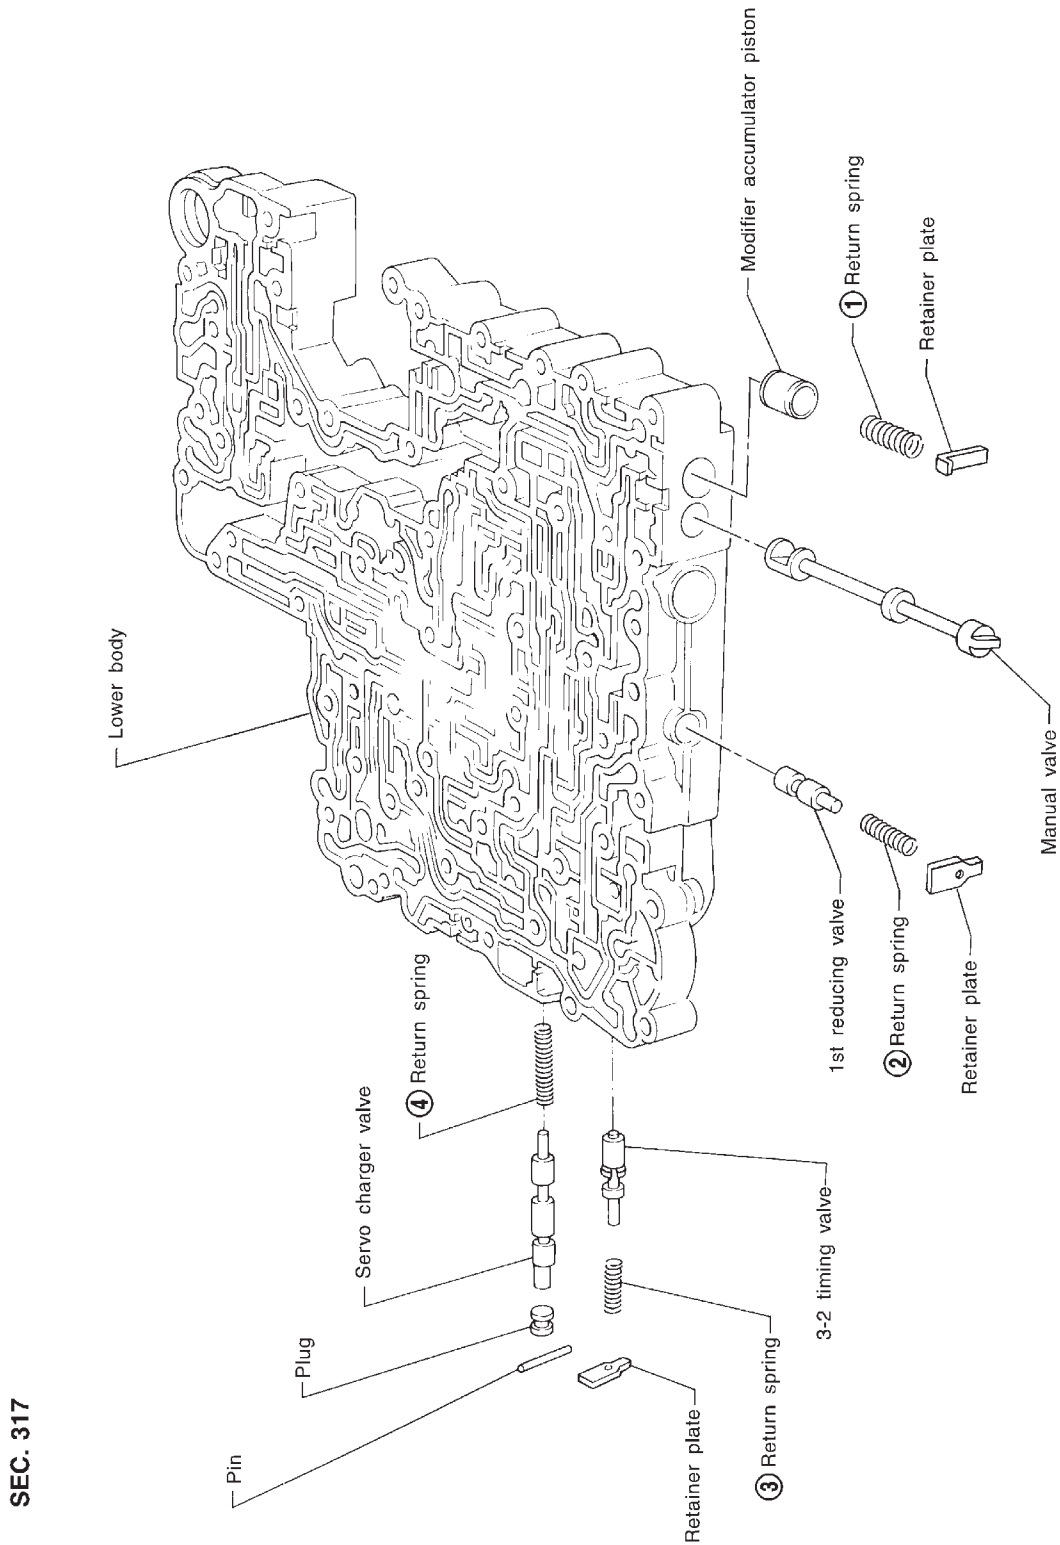 SEC. 317
Pin
Plug
Servo charger valve
④ Return spring
Lower body
Retainer plate
③ Return spring
3-2 timing valve
1st reducing valve
② Return spring
Retainer plate
Manual valve
Modifier accumulator piston
① Return spring
Retainer plate